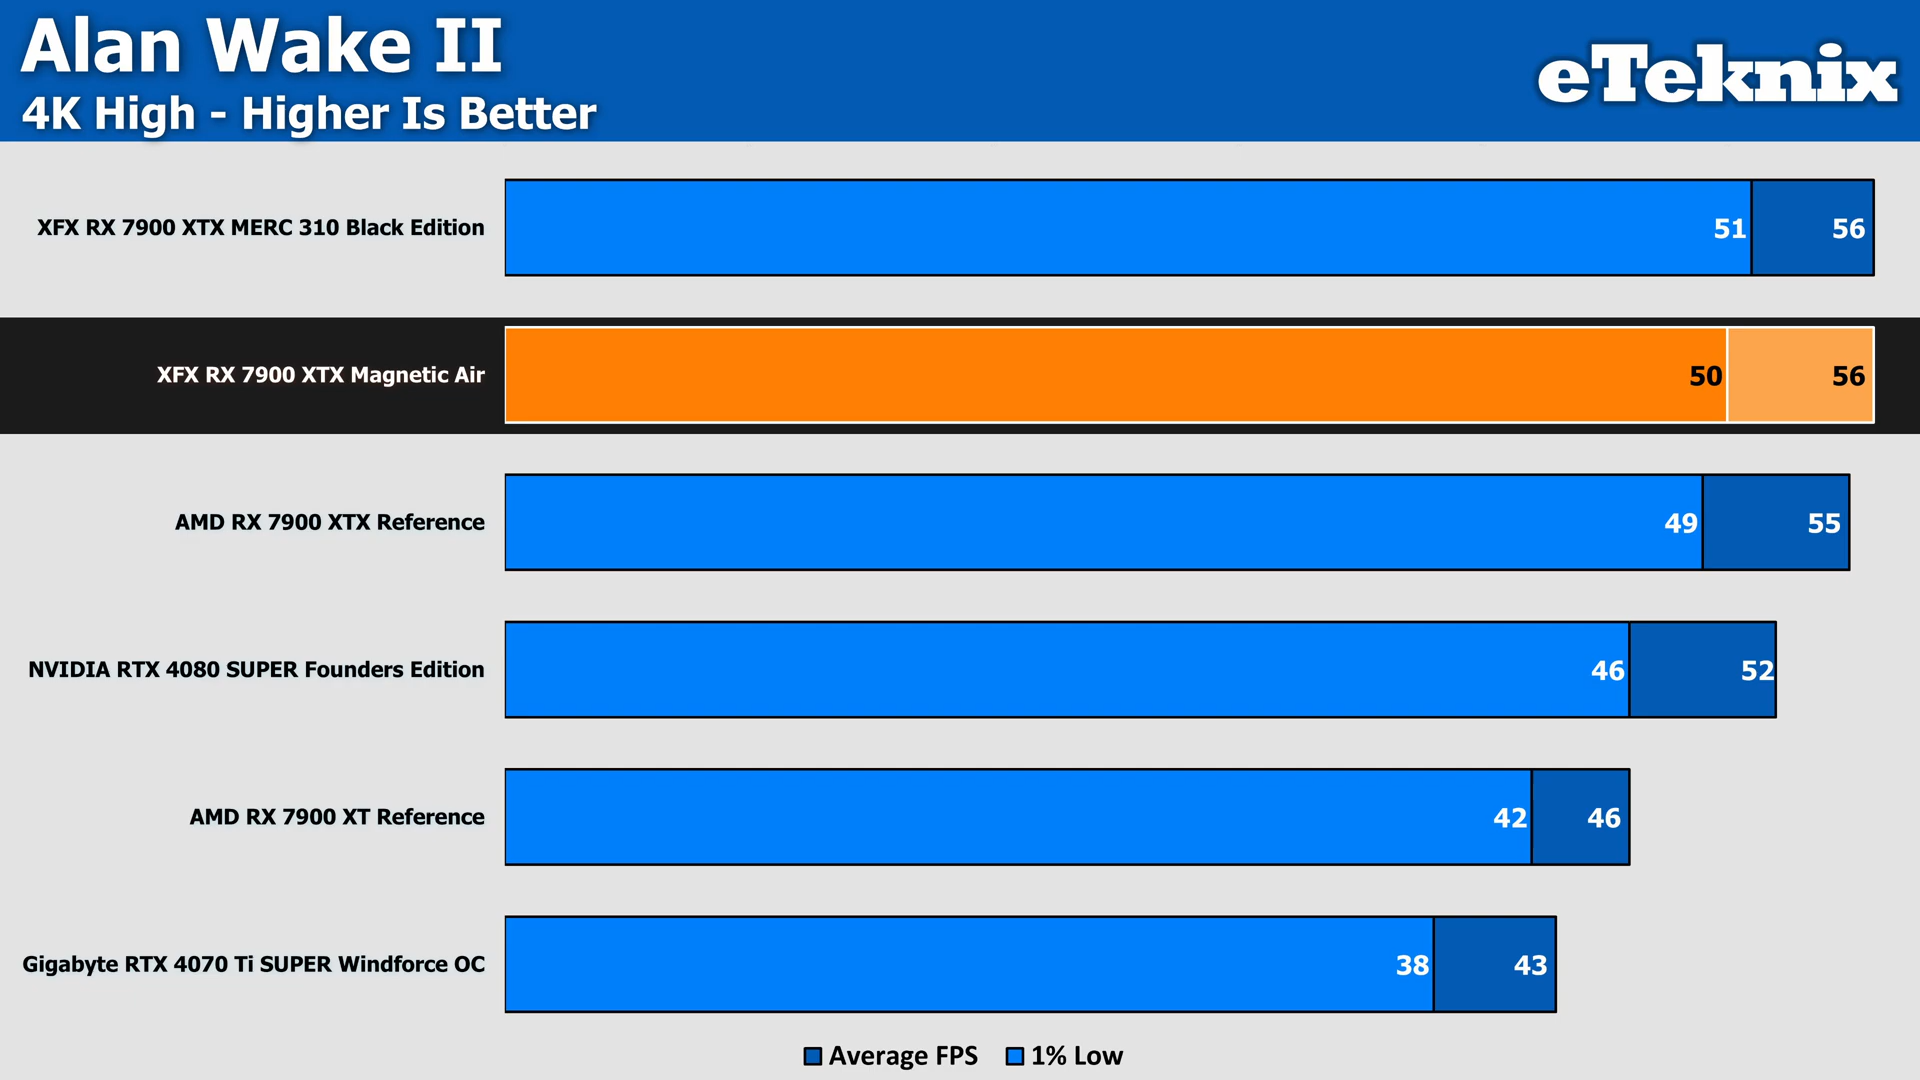 Alan Wake II
4K High - Higher Is Better
eTeknix
XFX RX 7900 XTX MERC 310 Black Edition
51
56
XFX RX 7900 XTX Magnetic Air
50
56
AMD RX 7900 XTX Reference
49
55
NVIDIA RTX 4080 SUPER Founders Edition
46
52
AMD RX 7900 XT Reference
42
46
Gigabyte RTX 4070 Ti SUPER Windforce OC
38
43
Average FPS
1% Low